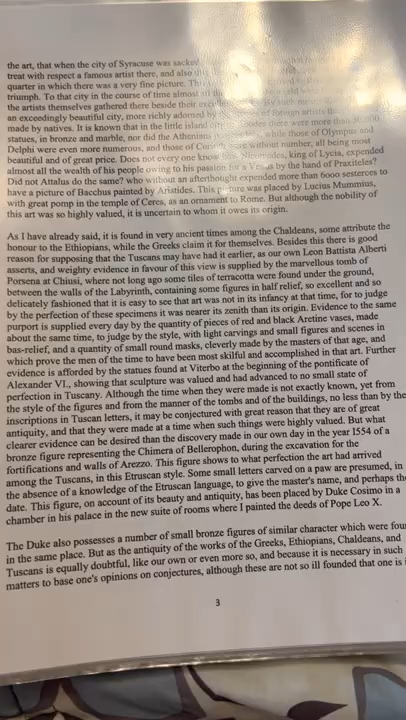 the art, that when the city of Syracuse was sacked
treat with respect a famous artist there, and also
quarter in which there was a very fine picture.
triumph. To that city in the course of time almost all the
the artists themselves gathered there beside their
an exceedingly beautiful city, more richly adorned by of foreign artists
made by natives. It is known that in the little island there were more than
statues, in bronze and marble, nor did the Athenians while those of Olympus and
Delphi were even more numerous, and those of were without number, all being most
beautiful and of great price. Does not every one know Nicomedes, king of Lycia, expended
almost all the wealth of his people owing to his passion for a Venus by the hand of Praxiteles?
Did not Attalus do the same? who without an afterthought expended more than 6000 sesterces to
have a picture of Bacchus painted by Aristides. This picture was placed by Lucius Mummius,
with great pomp in the temple of Ceres, as an ornament to Rome. But although the nobility of
this art was so highly valued, it is uncertain to whom it owes its origin.
As I have already said, it is found in very ancient times among the Chaldeans, some attribute the
honour to the Ethiopians, while the Greeks claim it for themselves. Besides this there is good
reason for supposing that the Tuscans may have had it earlier, as our own Leon Battista Alberti
asserts, and weighty evidence in favour of this view is supplied by the marvellous tomb of
Porsena at Chiusi, where not long ago some tiles of terracotta were found under the ground,
between the walls of the Labyrinth, containing some figures in half relief, so excellent and so
delicately fashioned that it is easy to see that art was not in its infancy at that time, for to judge
by the perfection of these specimens it was nearer its zenith than its origin. Evidence to the same
purport is supplied every day by the quantity of pieces of red and black Aretine vases, made
about the same time, to judge by the style, with light carvings and small figures and scenes in
bas-relief, and a quantity of small round masks, cleverly made by the masters of that age, and
which prove the men of the time to have been most skilful and accomplished in that art. Further
evidence is afforded by the statues found at Viterbo at the beginning of the pontificate of
Alexander VI., showing that sculpture was valued and had advanced to no small state of
perfection in Tuscany. Although the time when they were made is not exactly known, yet from
the style of the figures and from the manner of the tombs and of the buildings, no less than by the
inscriptions in Tuscan letters, it may be conjectured with great reason that they are of great
antiquity, and that they were made at a time when such things were highly valued. But what
clearer evidence can be desired than the discovery made in our own day in the year 1554 of a
bronze figure representing the Chimera of Bellerophon, during the excavation for the
fortifications and walls of Arezzo. This figure shows to what perfection the art had arrived
among the Tuscans, in this Etruscan style. Some small letters carved on a paw are presumed, in
the absence of a knowledge of the Etruscan language, to give the master's name, and perhaps the
date. This figure, on account of its beauty and antiquity, has been placed by Duke Cosimo in a
chamber in his palace in the new suite of rooms where I painted the deeds of Pope Leo X.
The Duke also possesses a number of small bronze figures of similar character which were four
in the same place. But as the antiquity of the works of the Greeks, Ethiopians, Chaldeans, and
Tuscans is equally doubtful, like our own or even more so, and because it is necessary in such
matters to base one's opinions on conjectures, although these are not so ill founded that one is
3